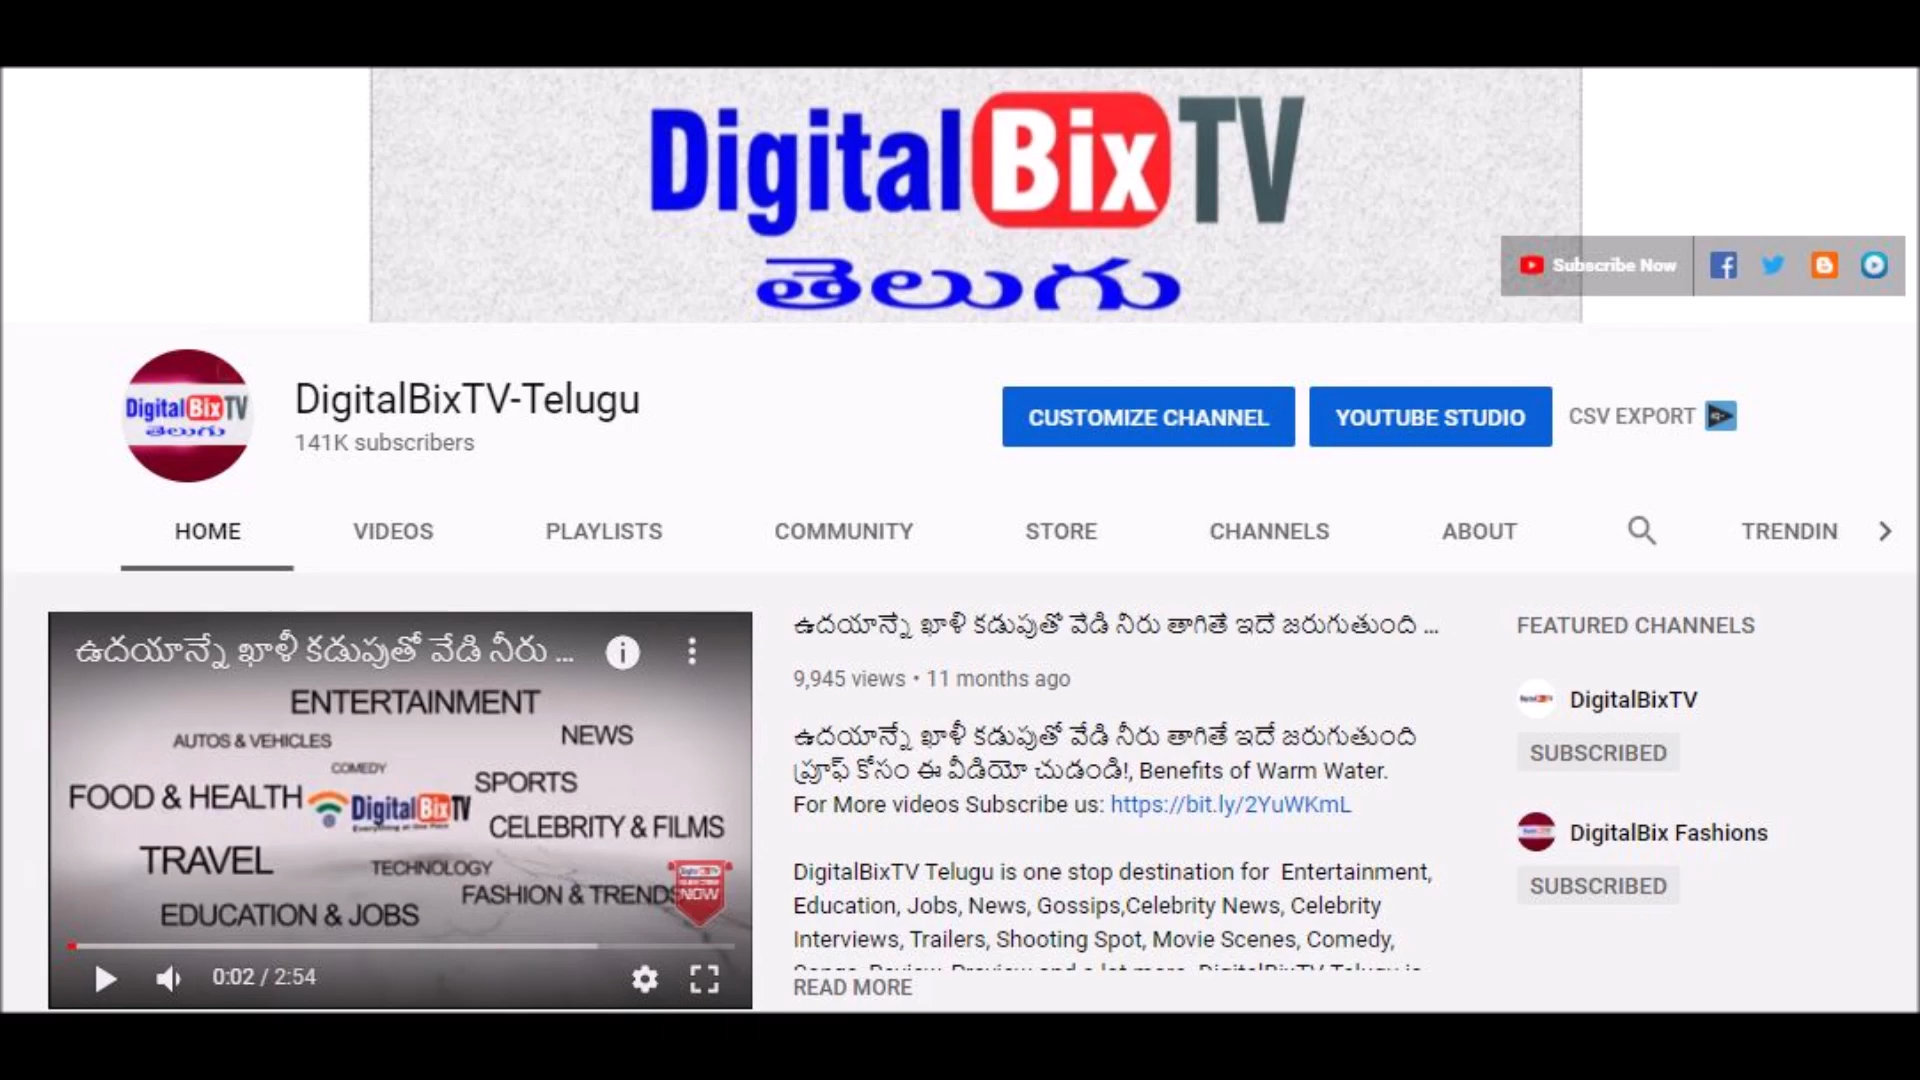 DigitalBixTV
తెలుగు
Subscribe Now
DigitalBixTV
తెలుగు
DigitalBixTV-Telugu
141K subscribers
CUSTOMIZE CHANNEL
YOUTUBE STUDIO
CSV EXPORT
HOME
VIDEOS
PLAYLISTS
COMMUNITY
STORE
CHANNELS
ABOUT
TRENDIN
ఉదయాన్నే ఖాళీ కడుపుతో వేడి నీరు ...
ENTERTAINMENT
AUTOS & VEHICLES
NEWS
COMEDY
FOOD & HEALTH
SPORTS
DigitalBixTV
Everything at One Place
CELEBRITY & FILMS
TRAVEL
TECHNOLOGY
FASHION & TRENDS
NOW
EDUCATION & JOBS
0:02 / 2:54
ఉదయాన్నే ఖాళీ కడుపుతో వేడి నీరు తాగితే ఇదే జరుగుతుంది ...
9,945 views • 11 months ago
ఉదయాన్నే ఖాళీ కడుపుతో వేడి నీరు తాగితే ఇదే జరుగుతుంది
ప్రూఫ్ కోసం ఈ వీడియో చుడండి!, Benefits of Warm Water.
For More videos Subscribe us: https://bit.ly/2YuWKmL
DigitalBixTV Telugu is one stop destination for Entertainment,
Education, Jobs, News, Gossips,Celebrity News, Celebrity
Interviews, Trailers, Shooting Spot, Movie Scenes, Comedy,
READ MORE
FEATURED CHANNELS
DigitalBixTV
SUBSCRIBED
DigitalBix Fashions
SUBSCRIBED